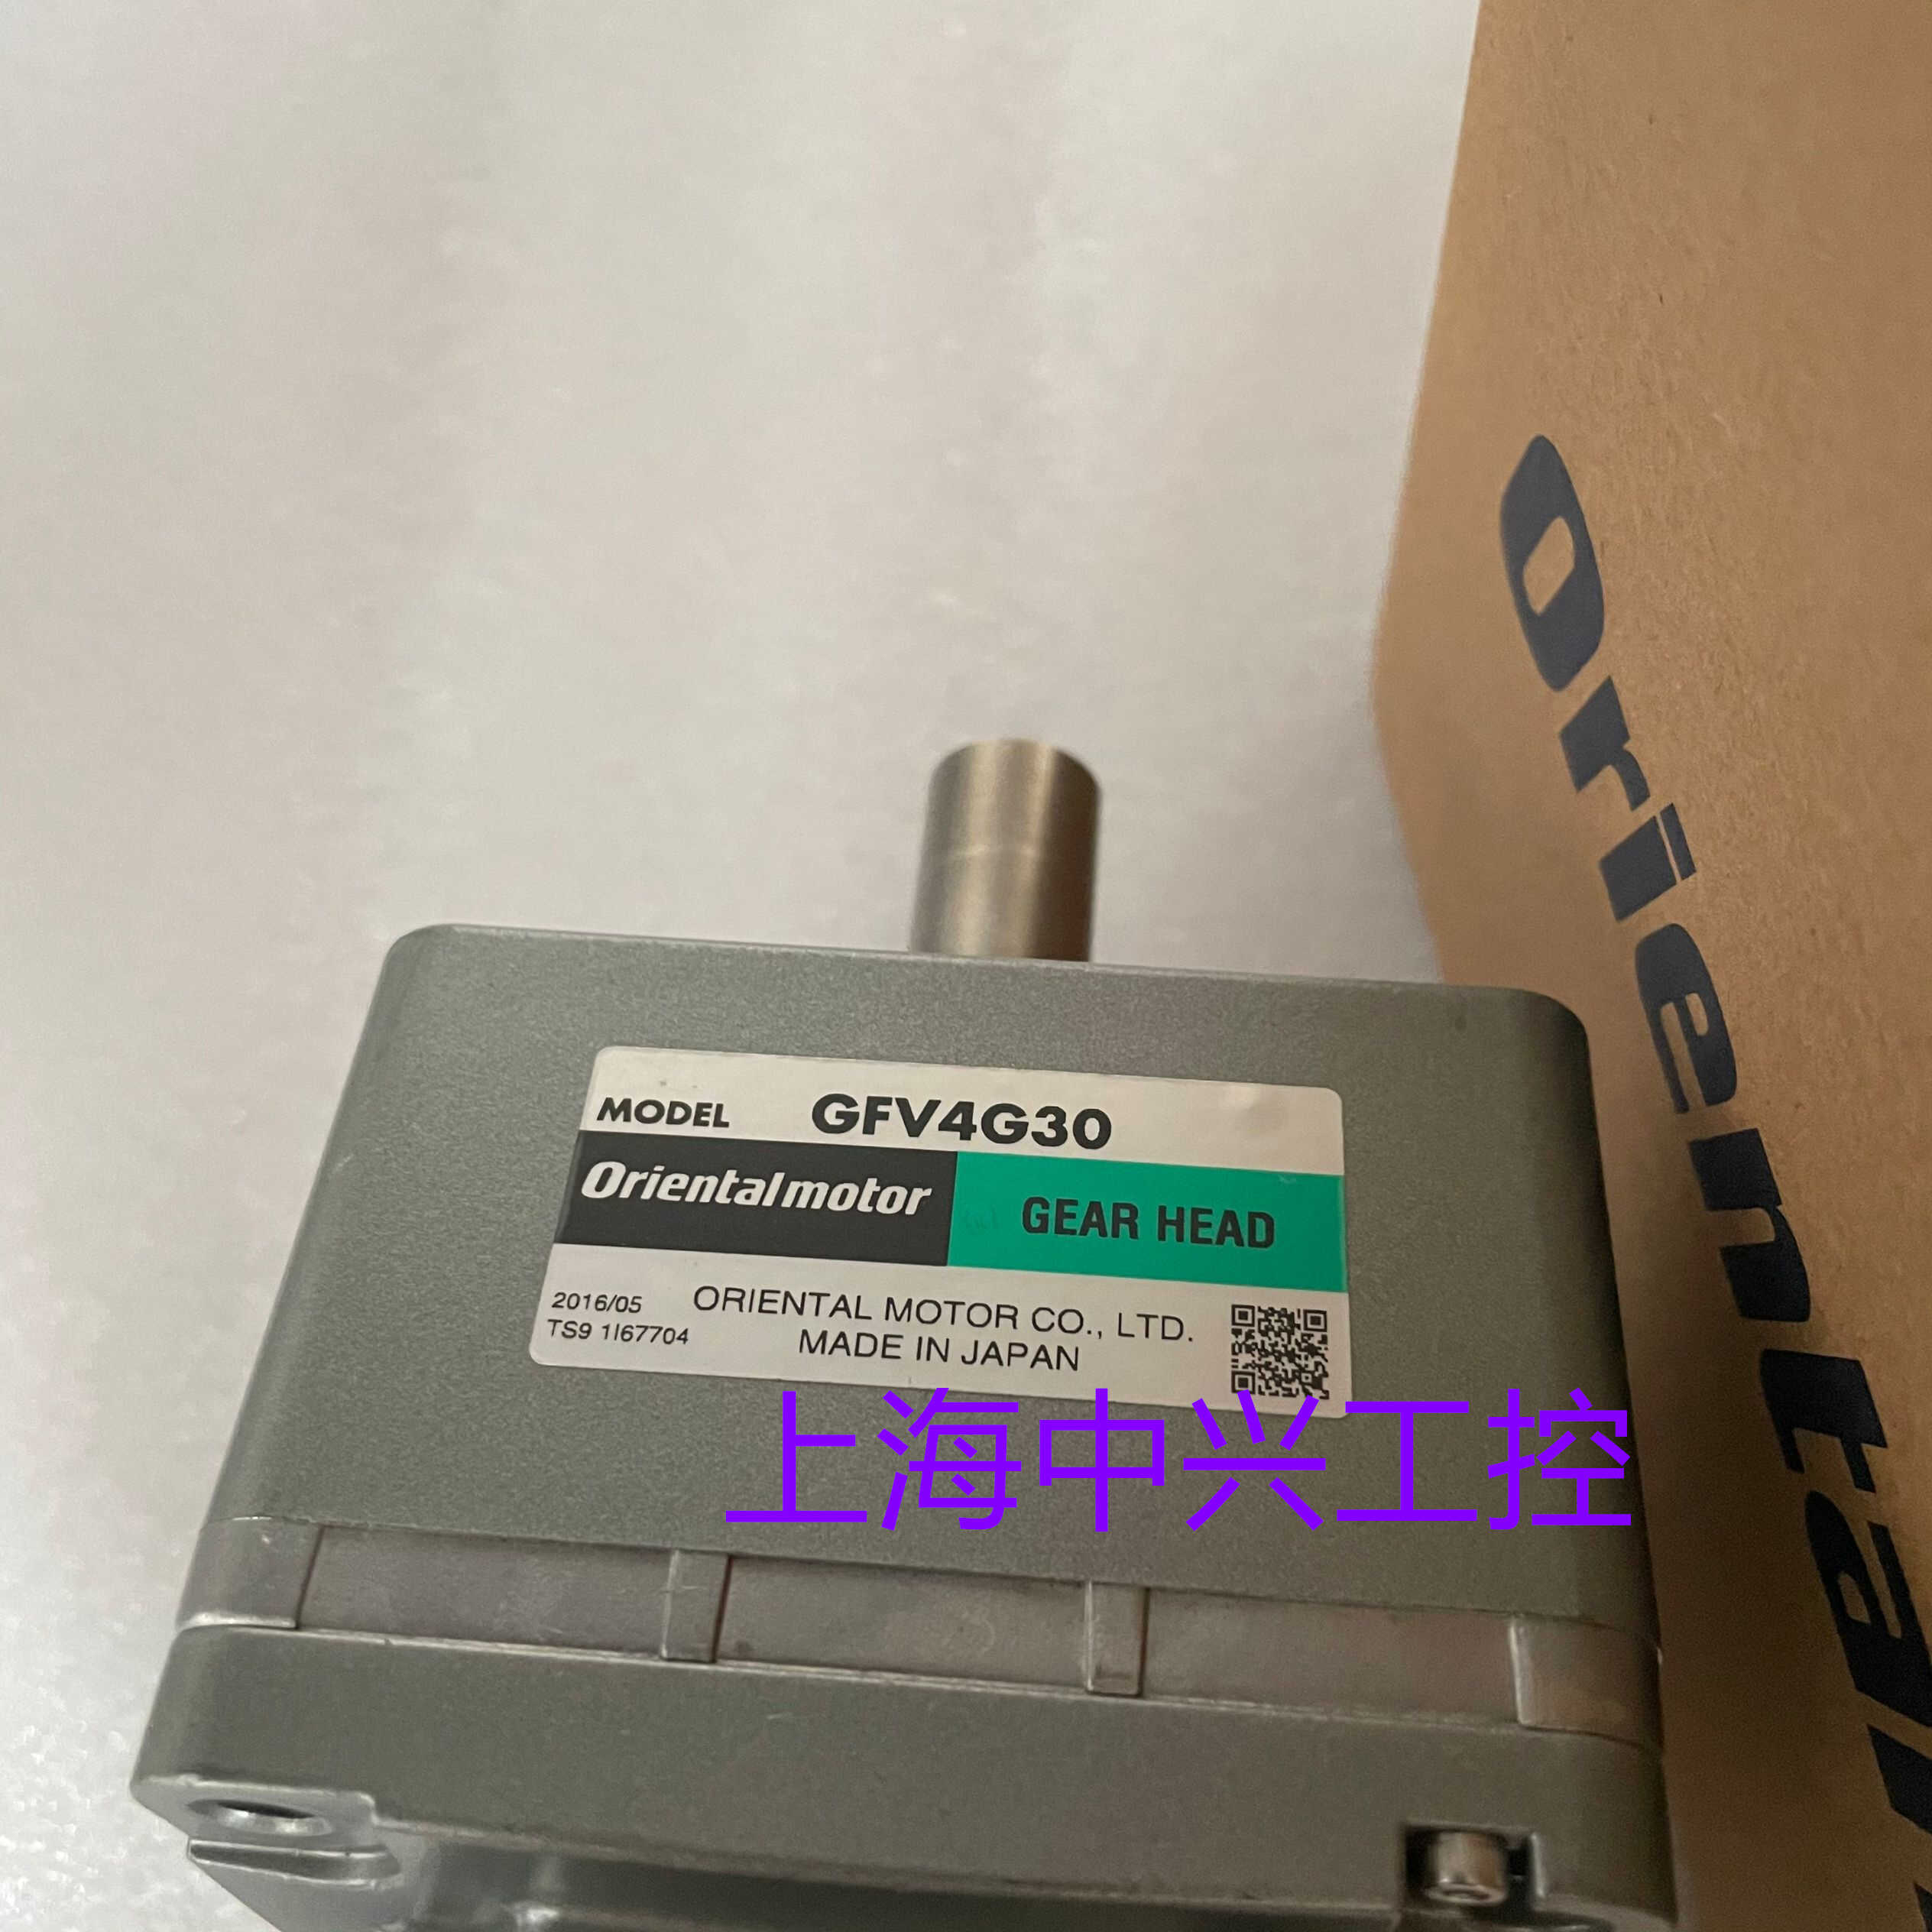 MODEL GFV4G30
Orientalmotor GEAR HEAD
2016/05 ORIENTAL MOTOR CO., LTD.
TS9 1I67704 MADE IN JAPAN
上海中兴工控
Oriental